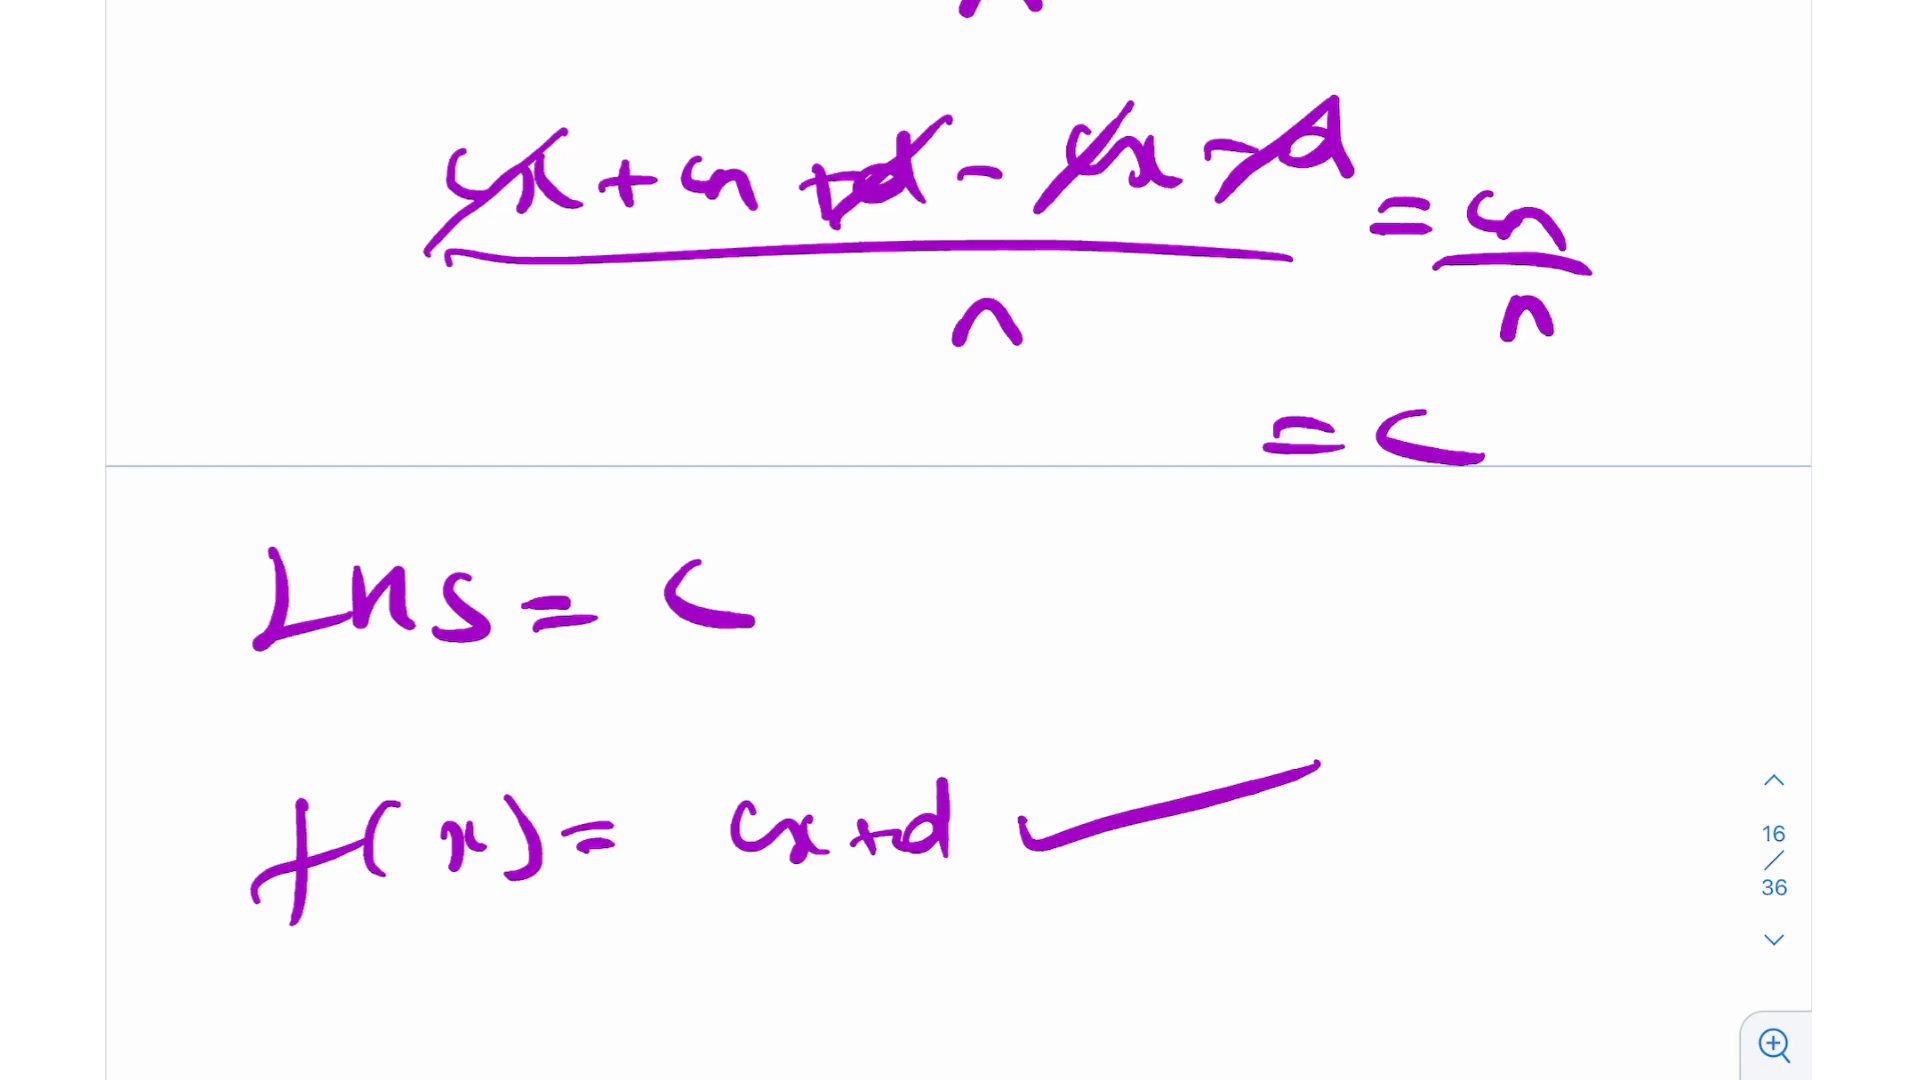 cx + cn + d - cx - d = cn
n n
= c
LHS = c
f(x) = cx + d
16
/
36